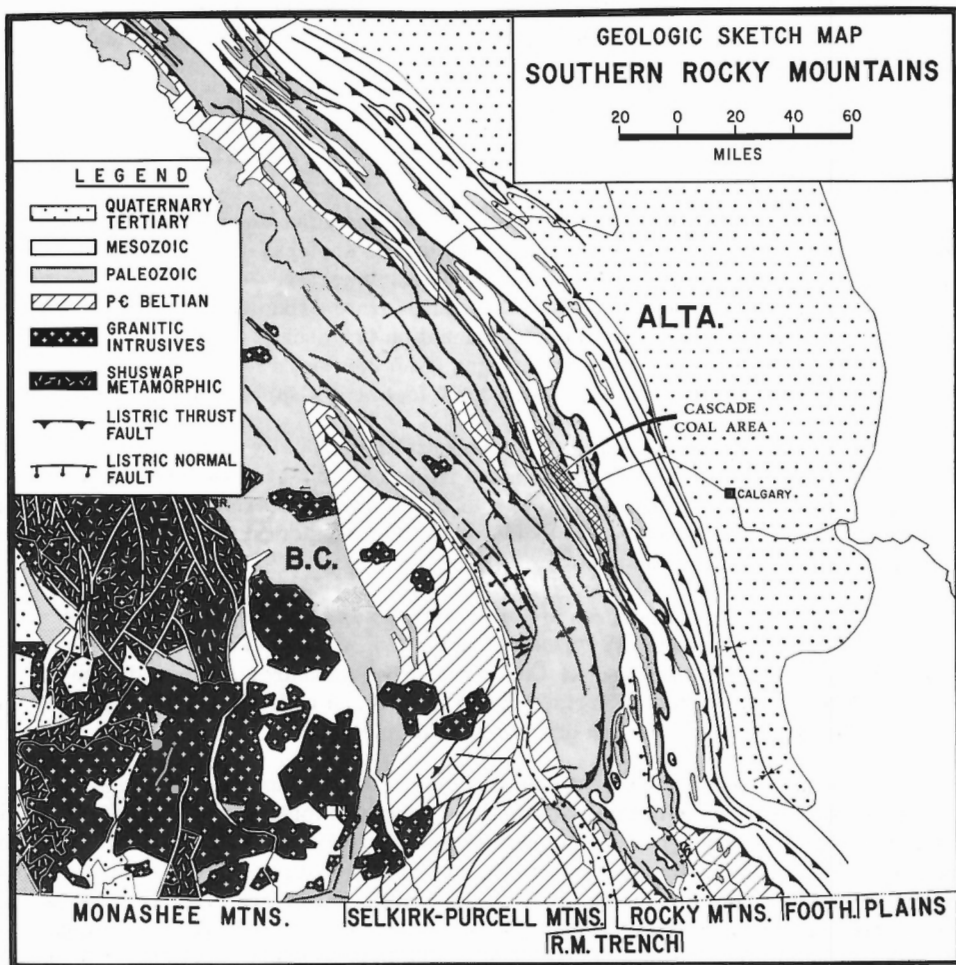 GEOLOGIC SKETCH MAP
SOUTHERN ROCKY MOUNTAINS
20 0 20 40 60
MILES
LEGEND
QUATERNARY
TERTIARY
MESOZOIC
PALEOZOIC
P€ BELTIAN
GRANITIC
INTRUSIVES
SHUSWAP
METAMORPHIC
LISTRIC THRUST
FAULT
LISTRIC NORMAL
FAULT
ALTA.
CASCADE
COAL AREA
CALGARY
R.
B.C.
MONASHEE MTNS.
SELKIRK-PURCELL MTNS.
ROCKY MTNS.
FOOTH.
PLAINS
R.M. TRENCH